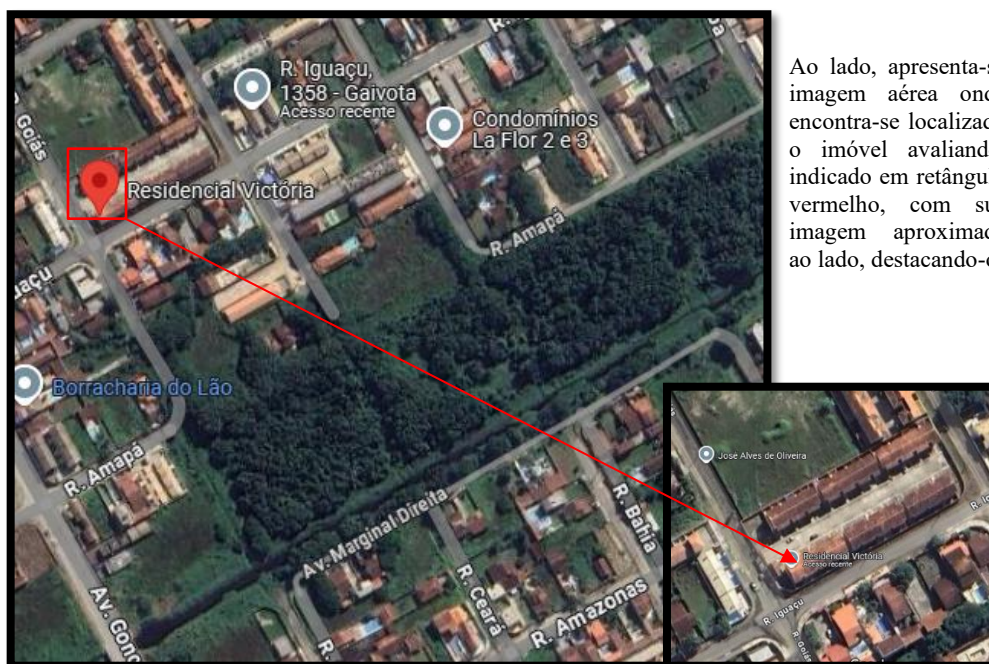 Ao lado, apresenta-s
imagem aérea ond
encontra-se localizad
o imóvel avaliand
indicado em retângu
vermelho, com su
imagem aproximad
ao lado, destacando-o
R. Iguaçu,
1358 - Gaivota
Acesso recente
Condomínios
La Flor 2 e 3
Goiás
Residencial Victória
R. Amapá
açu
Borracharia do Lão
R. Amapá
Av. Marginal Direita
R. Bahia
R. Ceará
R. Amazonas
Av. Gonç
R.
José Alves de Oliveira
Residencial Victória
Acesso recente
R. Iguaçu
R. Goiás